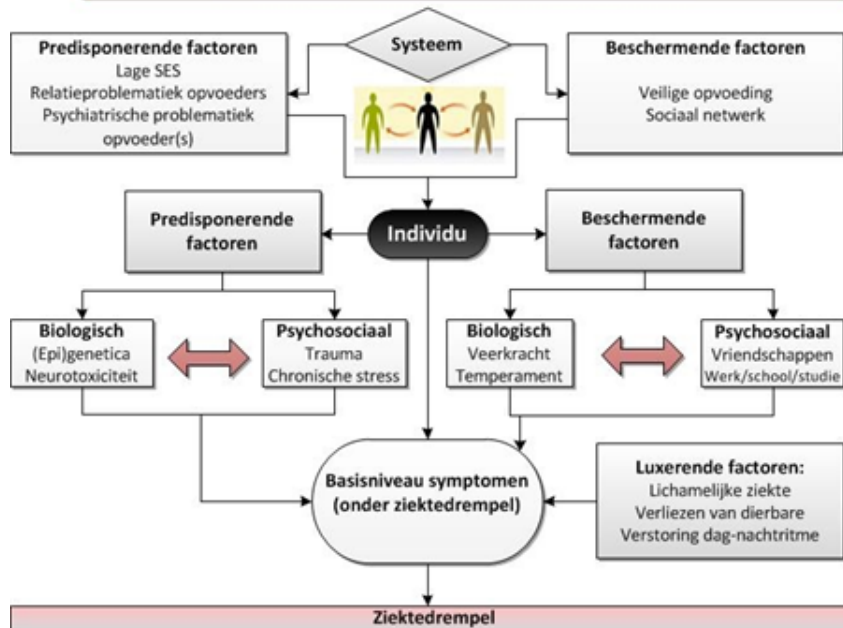 Systeem
Predisponerende factoren
Lage SES
Relatieproblematiek opvoeders
Psychiatrische problematiek
opvoeder(s)
Beschermende factoren
Veilige opvoeding
Sociaal netwerk
Individu
Predisponerende
factoren
Beschermende
factoren
Biologisch
(Epi)genetica
Neurotoxiciteit
Psychosociaal
Trauma
Chronische stress
Biologisch
Veerkracht
Temperament
Psychosociaal
Vriendschappen
Werk/school/studie
Basisniveau symptomen
(onder ziektedrempel)
Luxerende factoren:
Lichamelijke ziekte
Verliezen van dierbare
Verstoring dag-nachtritme
Ziektedrempel